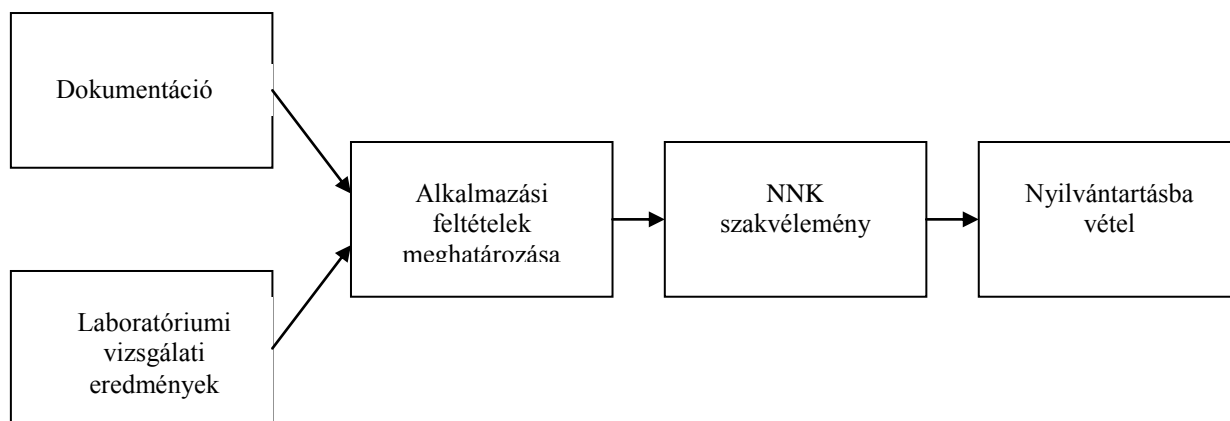 Dokumentáció
Alkalmazási
feltételek
meghatározása
NNK
szakvélemény
Nyilvántartásba
vétel
Laboratóriumi
vizsgálati
eredmények